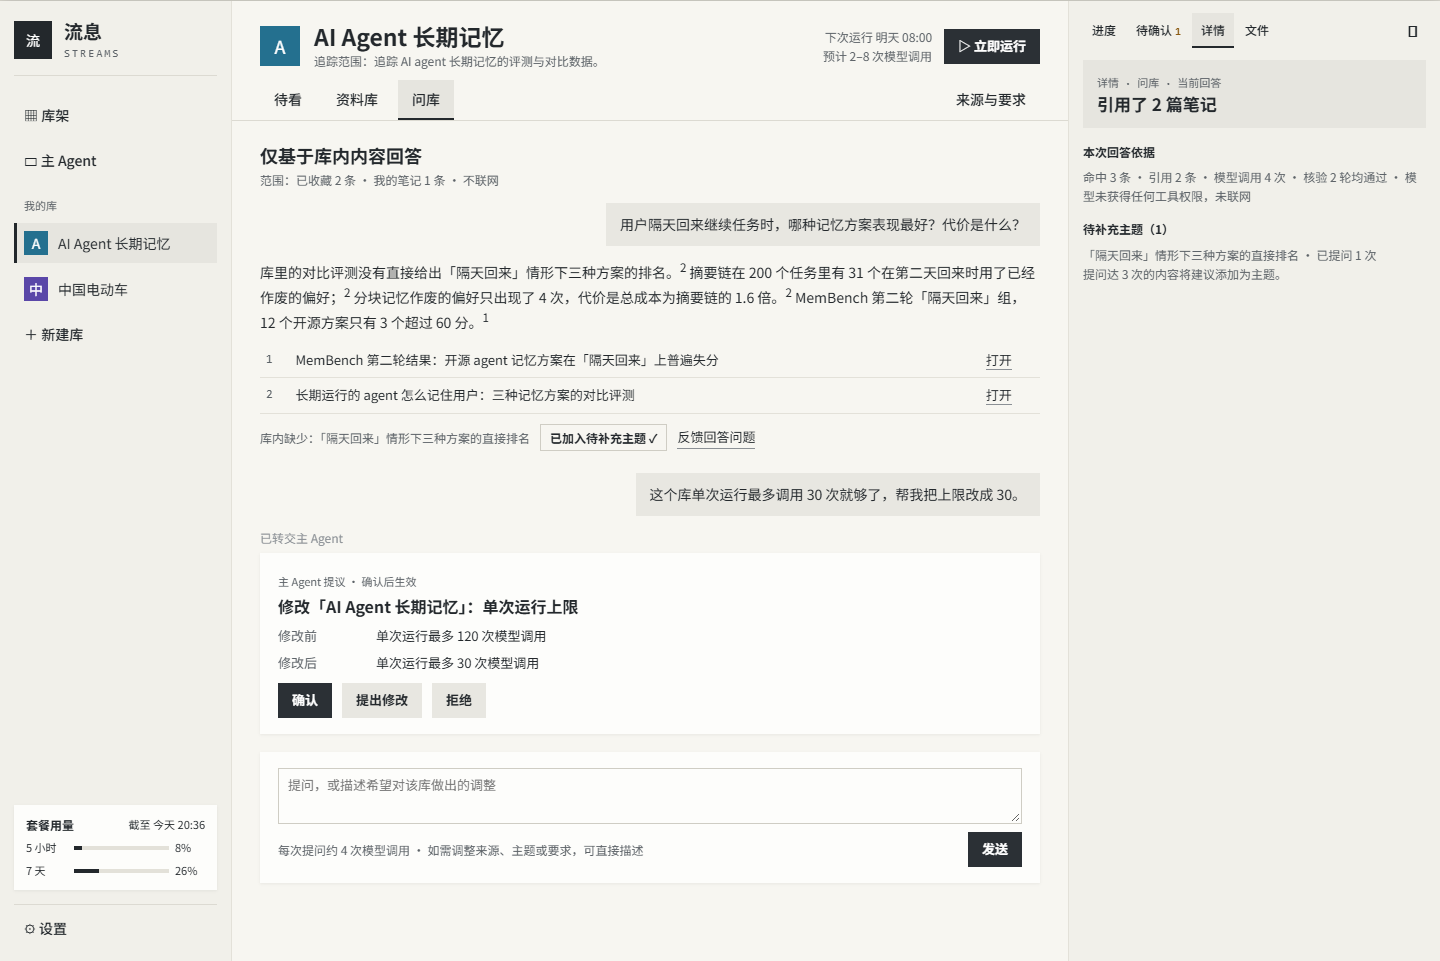 流
流息
STREAMS
库架
主 Agent
我的库
A
AI Agent 长期记忆
中
中国电动车
+ 新建库
套餐用量
截至 今天 20:36
5 小时
8%
7 天
26%
设置
A
AI Agent 长期记忆
追踪范围：追踪 AI agent 长期记忆的评测与对比数据。
下次运行 明天 08:00
预计 2–8 次模型调用
▷ 立即运行
待看
资料库
问库
来源与要求
仅基于库内内容回答
范围：已收藏 2 条 · 我的笔记 1 条 · 不联网
用户隔天回来继续任务时，哪种记忆方案表现最好？代价是什么？
库里的对比评测没有直接给出「隔天回来」情形下三种方案的排名。2 摘要链在 200 个任务里有 31 个在第二天回来时用了已经
作废的偏好；2 分块记忆作废的偏好只出现了 4 次，代价是总成本为摘要链的 1.6 倍。2 MemBench 第二轮「隔天回来」组，
12 个开源方案只有 3 个超过 60 分。1
1 MemBench 第二轮结果：开源 agent 记忆方案在「隔天回来」上普遍失分 打开
2 长期运行的 agent 怎么记住用户：三种记忆方案的对比评测 打开
库内缺少：「隔天回来」情形下三种方案的直接排名
已加入待补充主题 ✓
反馈回答问题
这个库单次运行最多调用 30 次就够了，帮我把上限改成 30。
已转交主 Agent
主 Agent 提议 · 确认后生效
修改「AI Agent 长期记忆」：单次运行上限
修改前 单次运行最多 120 次模型调用
修改后 单次运行最多 30 次模型调用
确认
提出修改
拒绝
提问，或描述希望对该库做出的调整
每次提问约 4 次模型调用 · 如需调整来源、主题或要求，可直接描述
发送
进度
待确认 1
详情
文件
详情 · 问库 · 当前回答
引用了 2 篇笔记
本次回答依据
命中 3 条 · 引用 2 条 · 模型调用 4 次 · 核验 2 轮均通过 · 模
型未获得任何工具权限，未联网
待补充主题（1）
「隔天回来」情形下三种方案的直接排名 · 已提问 1 次
提问达 3 次的内容将建议添加为主题。